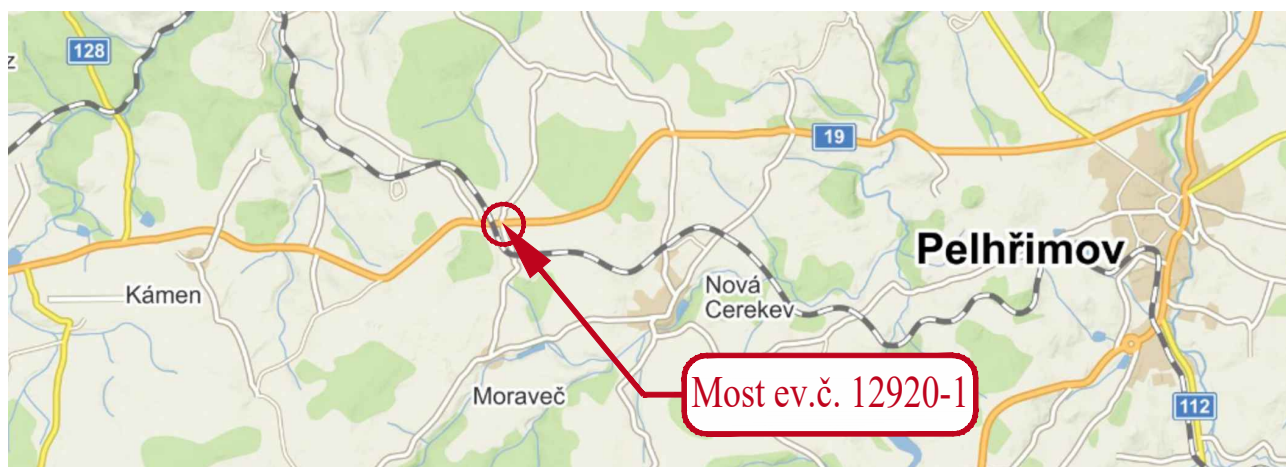 128
z
19
Pelhřimov
Kámen
Nová
Cerekev
Moraveč
Most ev.č. 12920-1
112